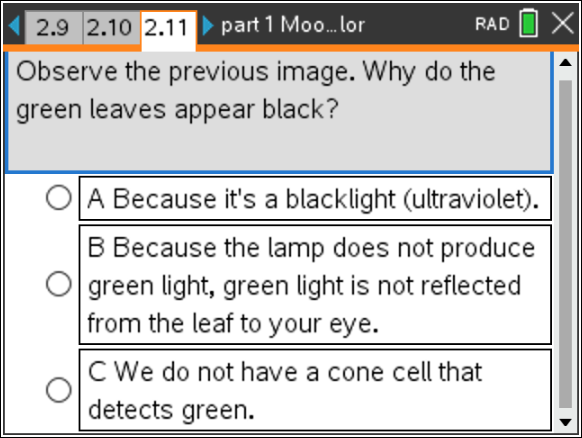 2.9 2.10 2.11 part 1 Moo…lor RAD
Observe the previous image. Why do the
green leaves appear black?
A Because it's a blacklight (ultraviolet).
B Because the lamp does not produce
green light, green light is not reflected
from the leaf to your eye.
C We do not have a cone cell that
detects green.